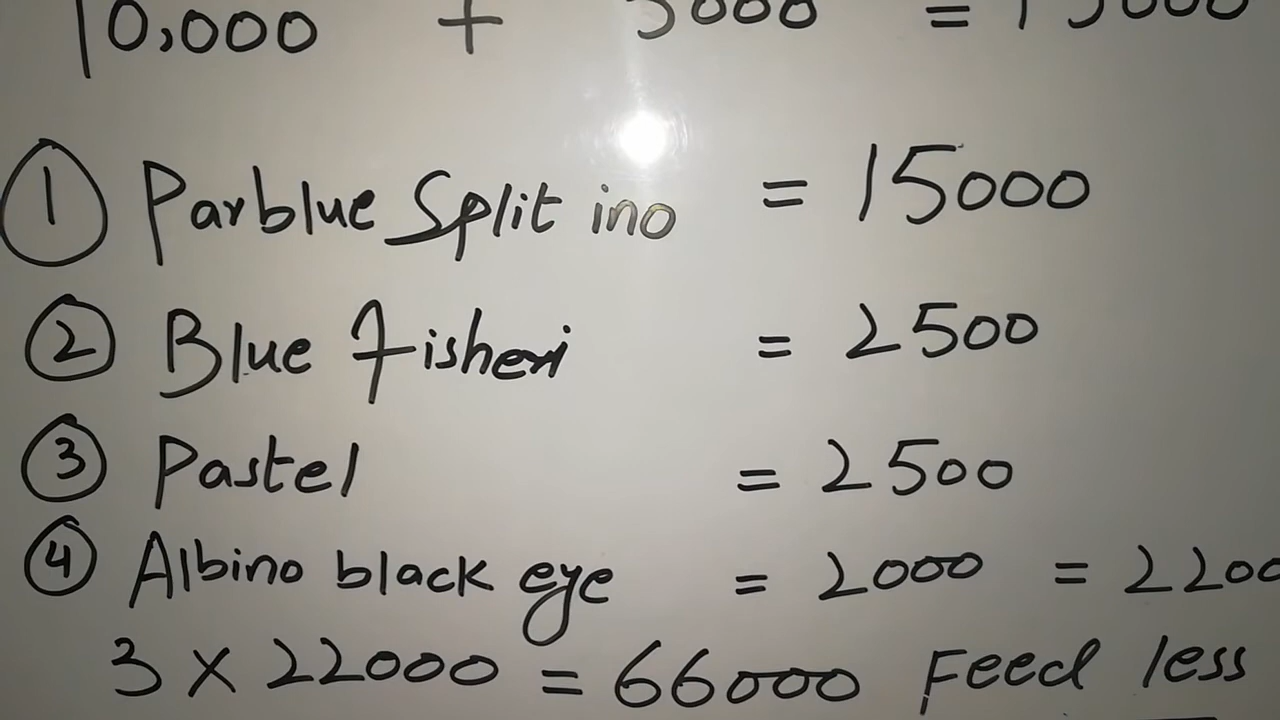 10,000 + 5000 = 15000
1 Parblue Split ino = 15000
2 Blue fisheri = 2500
3 Pastel = 2500
4 Albino black eye = 2000 = 2200
3 × 22000 = 66000 Feed less